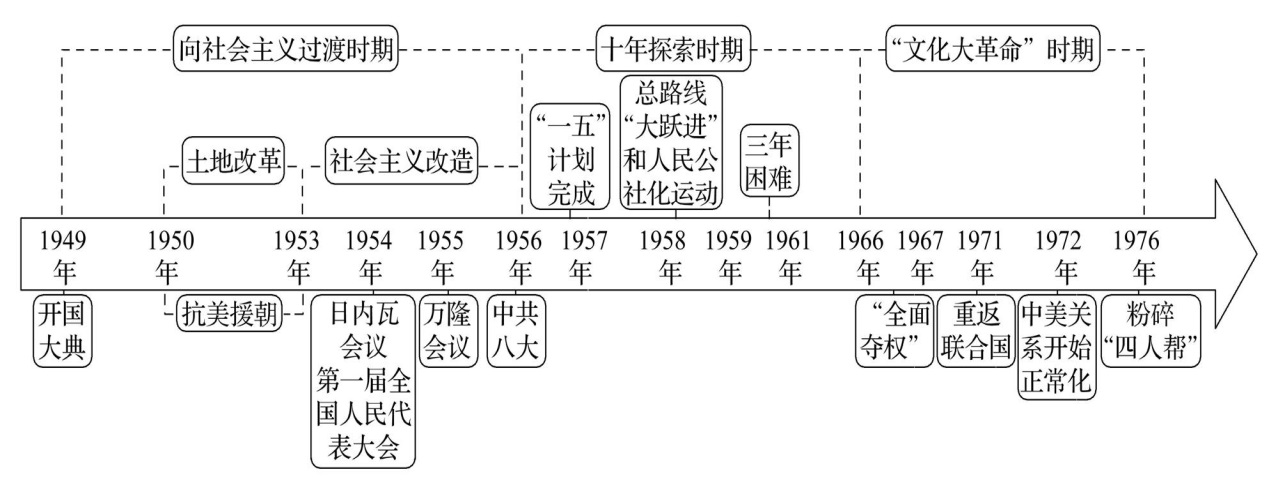 向社会主义过渡时期
十年探索时期
“文化大革命”时期
土地改革
社会主义改造
“一五”
计划
完成
总路线
“大跃进”
和人民公
社化运动
三年
困难
1949
年
1950
年
1953
年
1954
年
1955
年
1956
年
1957
年
1958
年
1959
年
1961
年
1966
年
1967
年
1971
年
1972
年
1976
年
开国
大典
抗美援朝
日内瓦
会议
第一届全
国人民代
表大会
万隆
会议
中共
八大
“全面
夺权”
重返
联合国
中美关
系开始
正常化
粉碎
“四人帮”